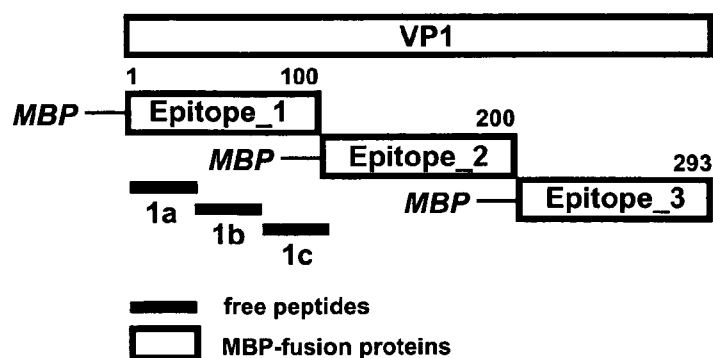 VP1
1 100
MBP Epitope_1
200
MBP Epitope_2
293
MBP Epitope_3
1a
1b
1c
free peptides
MBP-fusion proteins